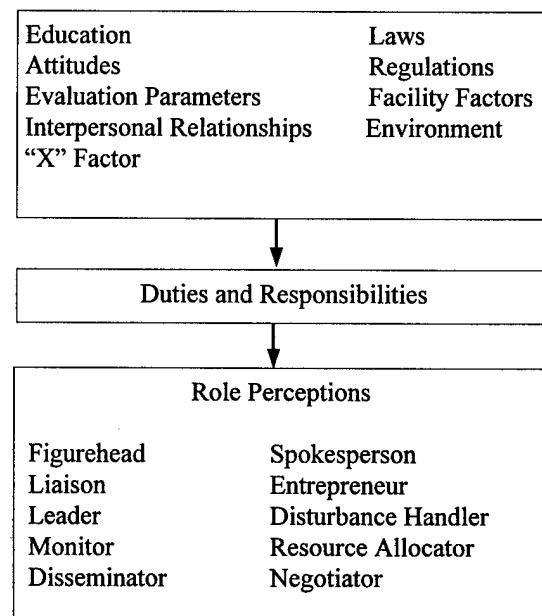 Education Laws
Attitudes Regulations
Evaluation Parameters Facility Factors
Interpersonal Relationships Environment
“X” Factor
Duties and Responsibilities
Role Perceptions
Figurehead Spokesperson
Liaison Entrepreneur
Leader Disturbance Handler
Monitor Resource Allocator
Disseminator Negotiator